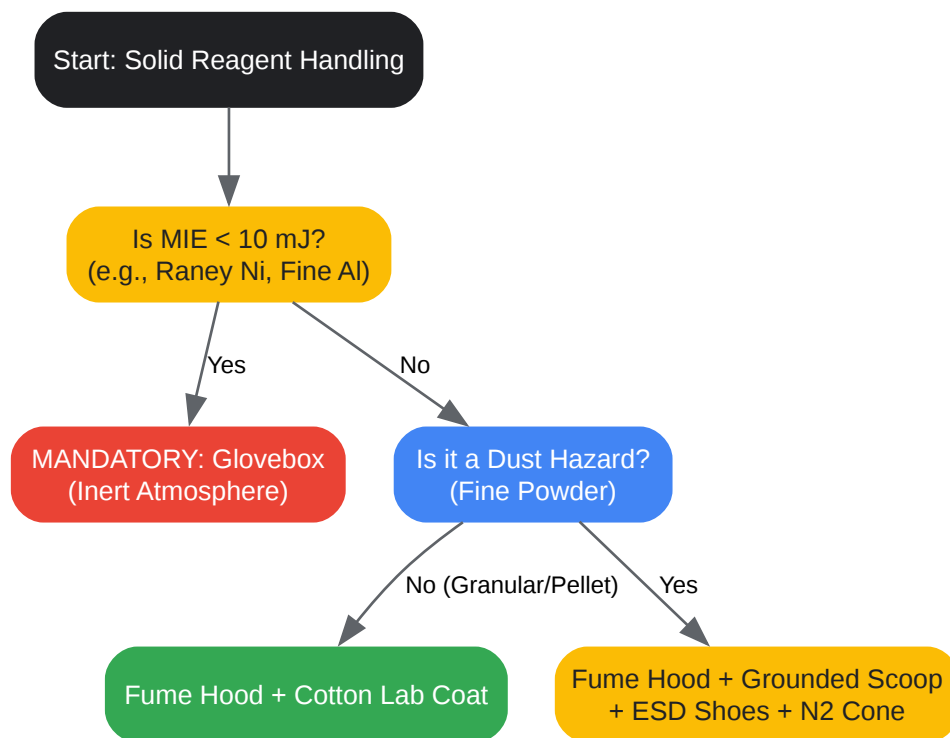 Start: Solid Reagent Handling
Is MIE < 10 mJ?
(e.g., Raney Ni, Fine Al)
Yes
No
MANDATORY: Glovebox
(Inert Atmosphere)
Is it a Dust Hazard?
(Fine Powder)
No (Granular/Pellet)
Yes
Fume Hood + Cotton Lab Coat
Fume Hood + Grounded Scoop
+ ESD Shoes + N2 Cone